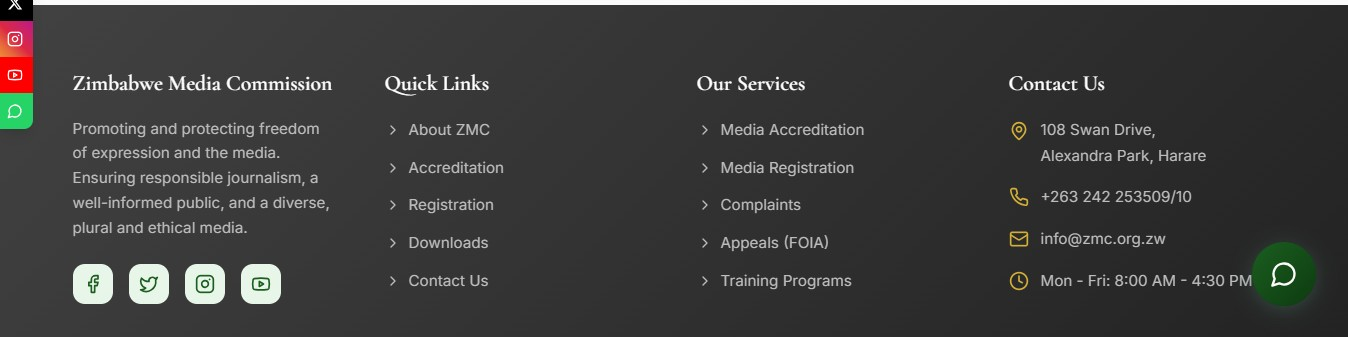 Zimbabwe Media Commission
Promoting and protecting freedom
of expression and the media.
Ensuring responsible journalism, a
well-informed public, and a diverse,
plural and ethical media.
Quick Links
About ZMC
Accreditation
Registration
Downloads
Contact Us
Our Services
Media Accreditation
Media Registration
Complaints
Appeals (FOIA)
Training Programs
Contact Us
108 Swan Drive,
Alexandra Park, Harare
+263 242 253509/10
info@zmc.org.zw
Mon - Fri: 8:00 AM - 4:30 PM